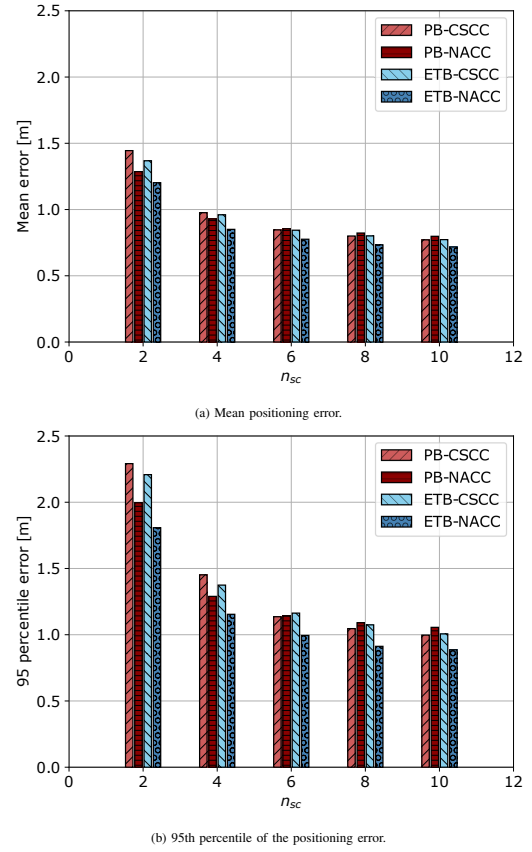 2.5
2.0
1.5
1.0
0.5
0.0
Mean error [m]
PB-CSCC
PB-NACC
ETB-CSCC
ETB-NACC
0 2 4 6 8 10 12
n_sc
(a) Mean positioning error.
2.5
2.0
1.5
1.0
0.5
0.0
95 percentile error [m]
PB-CSCC
PB-NACC
ETB-CSCC
ETB-NACC
0 2 4 6 8 10 12
n_sc
(b) 95th percentile of the positioning error.